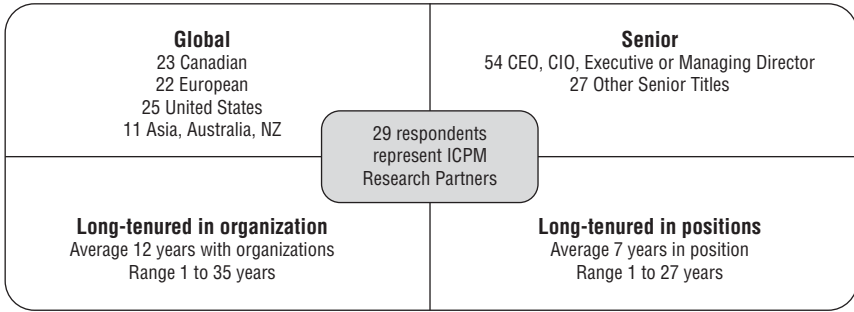 Global
23 Canadian
22 European
25 United States
11 Asia, Australia, NZ
Senior
54 CEO, CIO, Executive or Managing Director
27 Other Senior Titles
29 respondents
represent ICPM
Research Partners
Long-tenured in organization
Average 12 years with organizations
Range 1 to 35 years
Long-tenured in positions
Average 7 years in position
Range 1 to 27 years